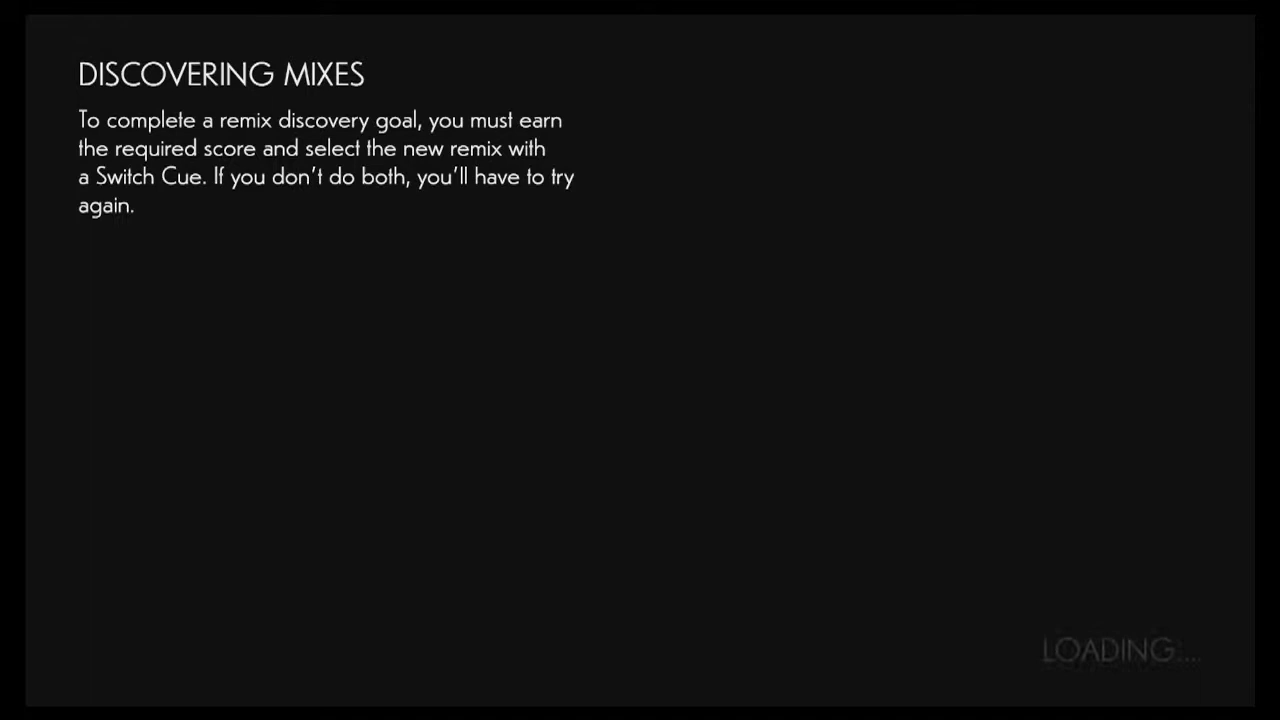 DISCOVERING MIXES
To complete a remix discovery goal, you must earn
the required score and select the new remix with
a Switch Cue. If you don't do both, you'll have to try
again.
LOADING....